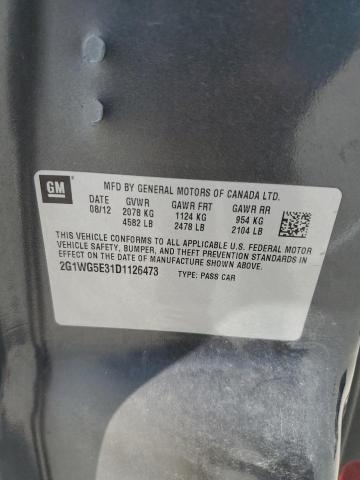 GM
MFD BY GENERAL MOTORS OF CANADA LTD.
DATE GVWR GAWR FRT GAWR RR
08/12 2078 KG 1124 KG 954 KG
4582 LB 2478 LB 2104 LB
THIS VEHICLE CONFORMS TO ALL APPLICABLE U.S. FEDERAL MOTOR
VEHICLE SAFETY, BUMPER, AND THEFT PREVENTION STANDARDS IN
EFFECT ON THE DATE OF MANUFACTURE SHOWN ABOVE.
2G1WG5E31D1126473 TYPE: PASS CAR